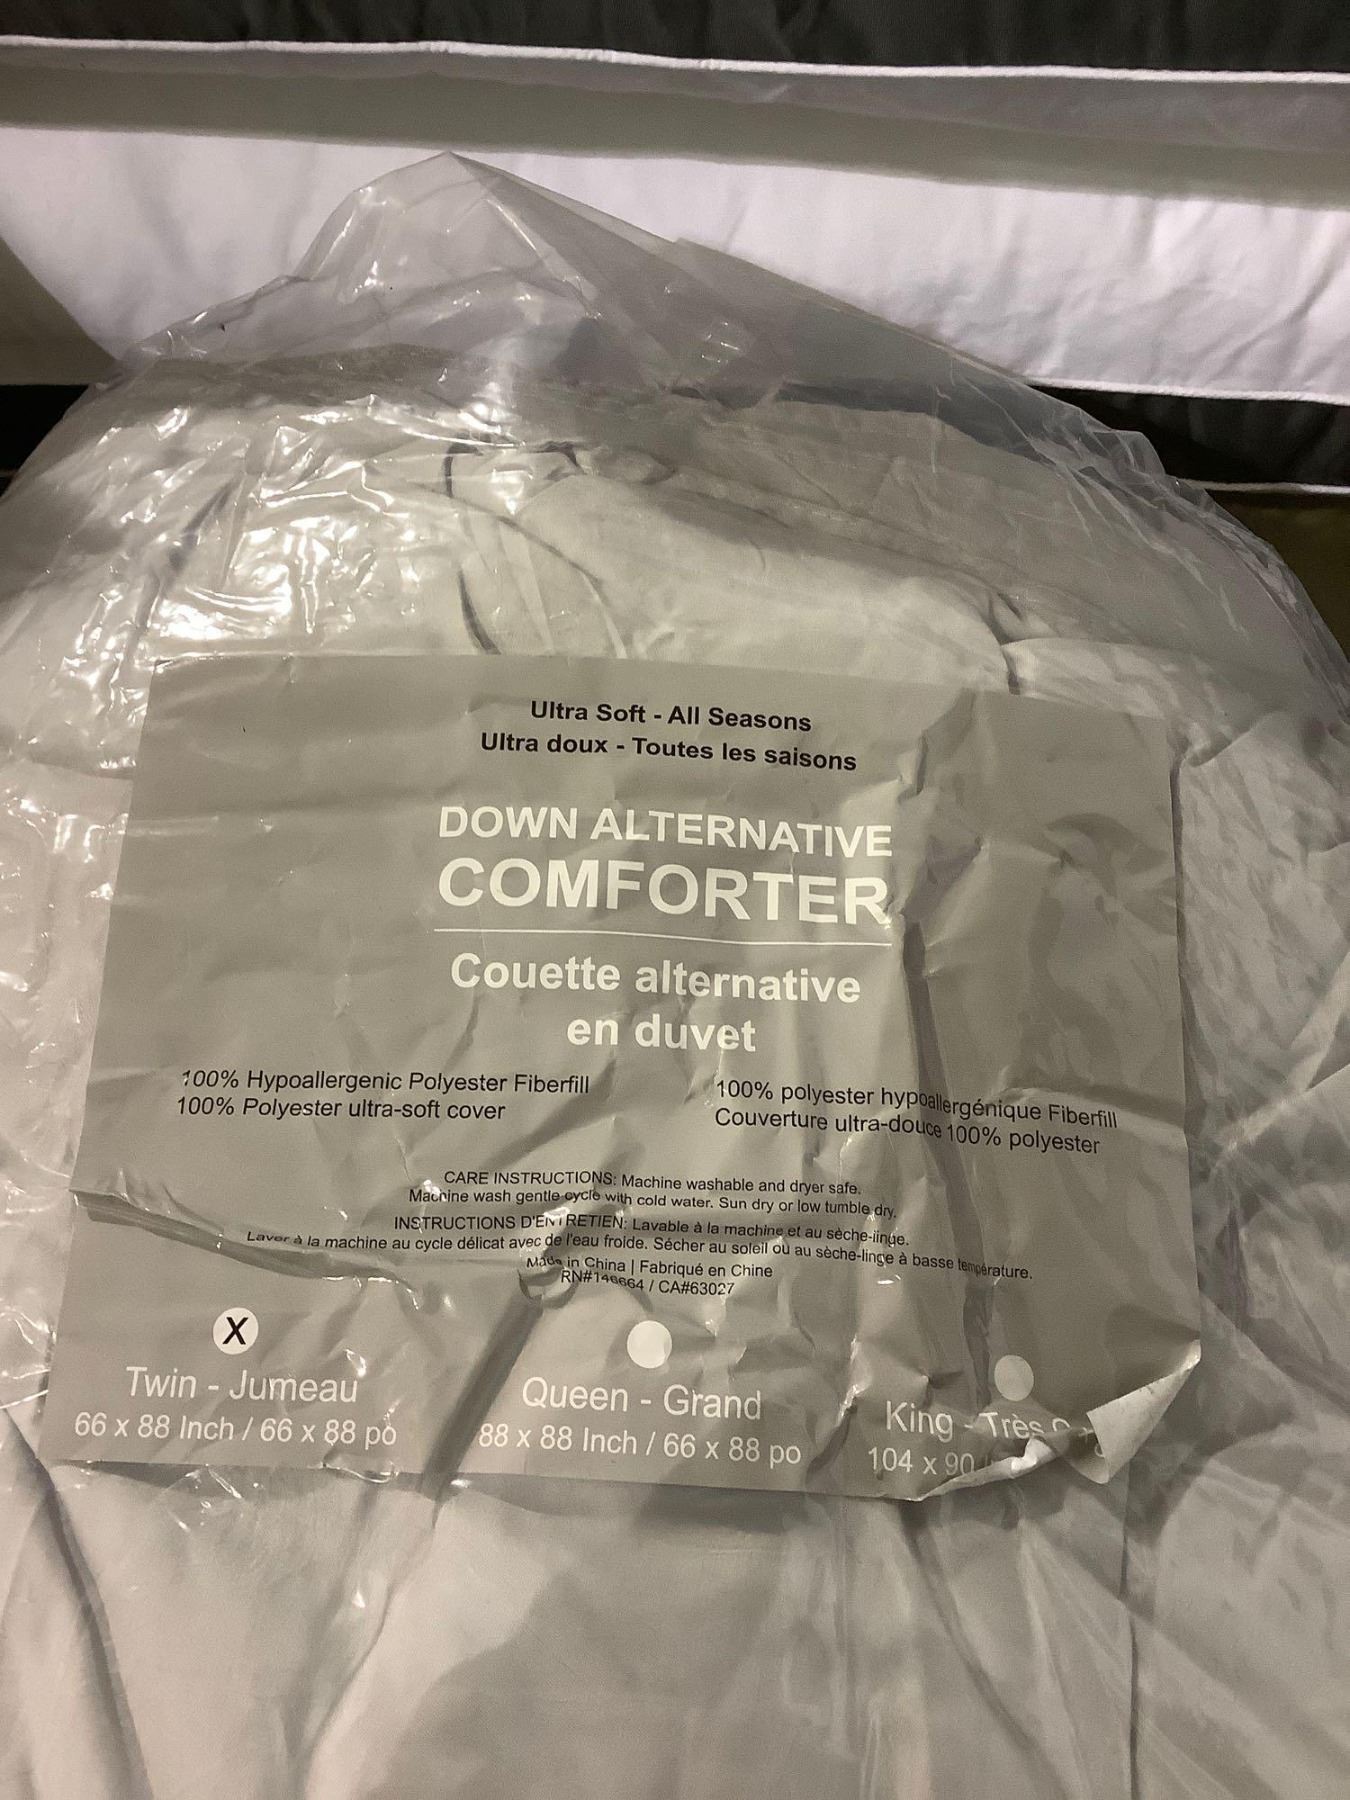 Ultra Soft - All Seasons
Ultra doux - Toutes les saisons
DOWN ALTERNATIVE
COMFORTER
Couette alternative
en duvet
100% Hypoallergenic Polyester Fiberfill
100% Polyester ultra-soft cover
100% polyester hypoallergénique Fiberfill
Couverture ultra-douce 100% polyester
CARE INSTRUCTIONS: Machine washable and dryer safe.
Machine wash gentle cycle with cold water. Sun dry or low tumble dry.
INSTRUCTIONS D'ENTRETIEN: Lavable à la machine et au sèche-linge.
Laver à la machine au cycle délicat avec de l'eau froide. Sécher au soleil ou au sèche-linge à basse température.
Made in China | Fabriqué en Chine
/ CA#63027
X
Twin - Jumeau
66 x 88 Inch / 66 x 88 po
Queen - Grand
88 x 88 Inch / 66 x 88 po
King - Très
104 x 90